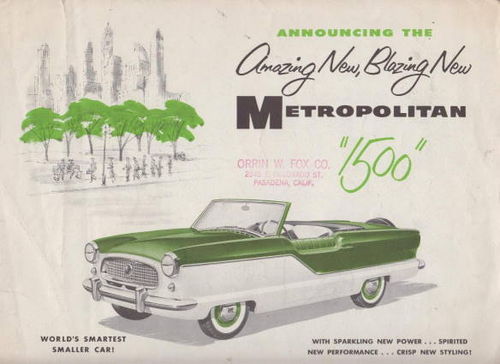 ANNOUNCING THE
Amazing New, Blazing New
METROPOLITAN
"1500"
ORRIN W. FOX CO.
PASADENA, CALIF.
WORLD'S SMARTEST
SMALLER CAR!
WITH SPARKLING NEW POWER . . . SPIRITED
NEW PERFORMANCE . . . CRISP NEW STYLING!